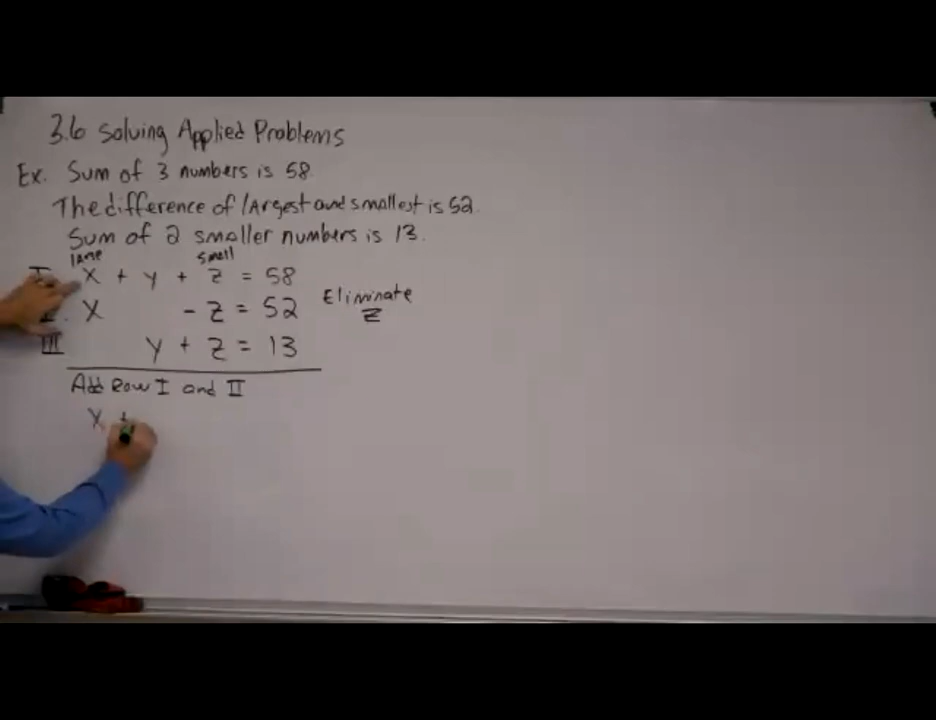 3.6 Solving Applied Problems
Ex. Sum of 3 numbers is 58.
The difference of largest and smallest is 52.
Sum of 2 smaller numbers is 13.
large small
x + y + z = 58
x - z = 52 Eliminate
z
III y + z = 13
Add Row I and II
x +